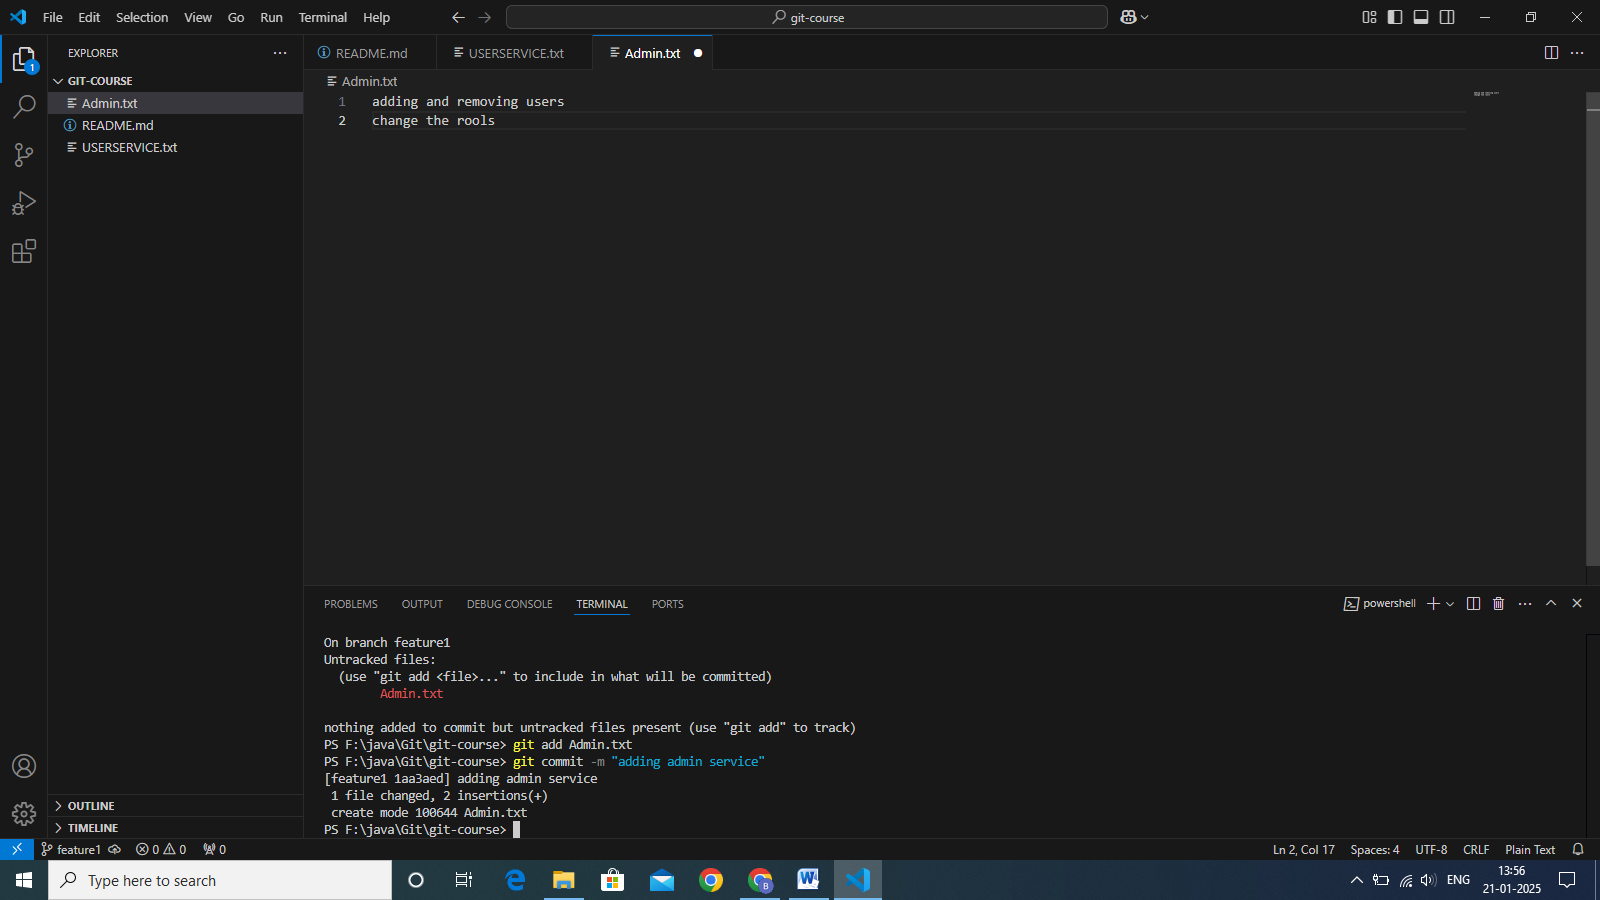 File Edit Selection View Go Run Terminal Help
git-course
EXPLORER
1
GIT-COURSE
Admin.txt
README.md
USERSERVICE.txt
OUTLINE
TIMELINE
README.md USERSERVICE.txt Admin.txt
Admin.txt
1 adding and removing users
2 change the rools
PROBLEMS OUTPUT DEBUG CONSOLE TERMINAL PORTS
powershell
On branch feature1
Untracked files:
(use "git add <file>..." to include in what will be committed)
Admin.txt
nothing added to commit but untracked files present (use "git add" to track)
PS F:\java\Git\git-course> git add Admin.txt
PS F:\java\Git\git-course> git commit -m "adding admin service"
[feature1 1aa3aed] adding admin service
1 file changed, 2 insertions(+)
create mode 100644 Admin.txt
PS F:\java\Git\git-course>
feature1 0 0 0 Ln 2, Col 17 Spaces: 4 UTF-8 CRLF Plain Text
Type here to search
B
W
ENG
13:56
21-01-2025